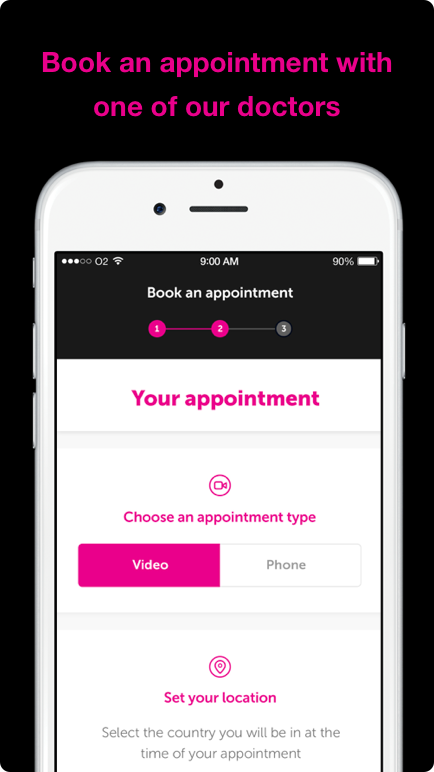 Book an appointment with
one of our doctors
O2 9:00 AM 90%
Book an appointment
1 2 3
Your appointment
Choose an appointment type
Video Phone
Set your location
Select the country you will be in at the
time of your appointment